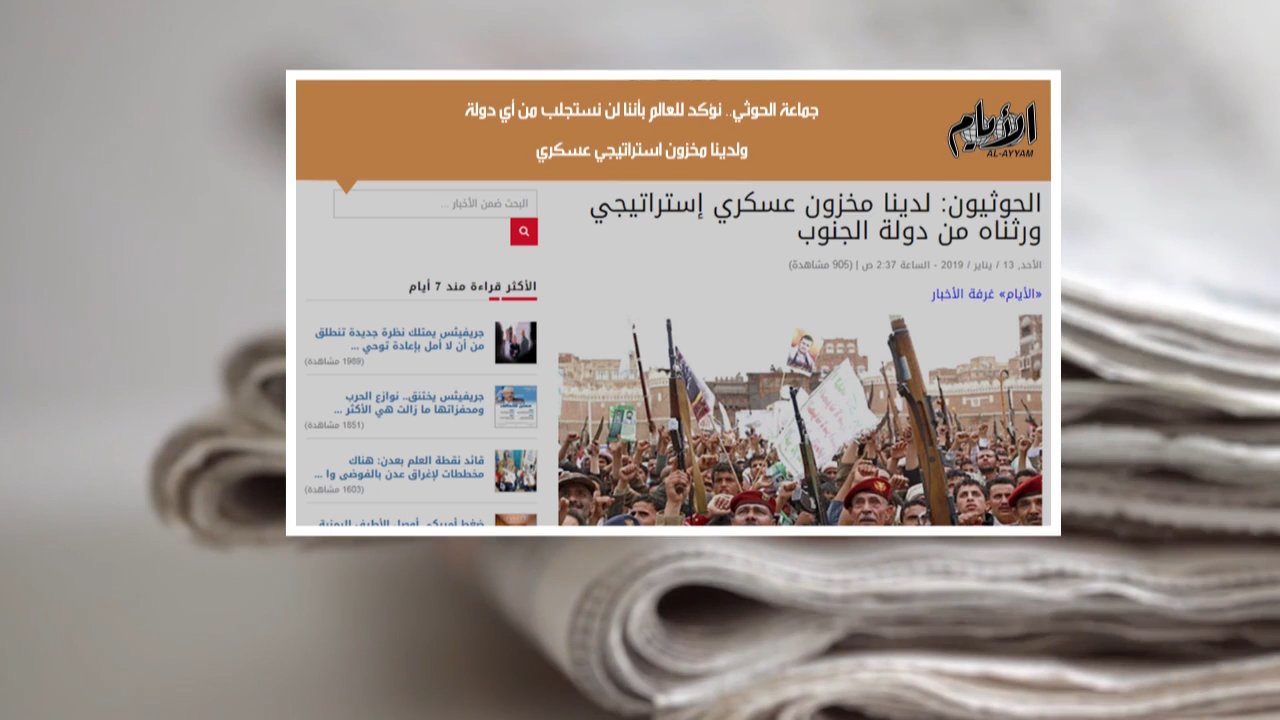 جماعة الحوثي.. نؤكد للعالم بأننا لن نستجلب من أي دولة
ولدينا مخزون استراتيجي عسكري
الأيام
AL-AYYAM
الحوثيون: لدينا مخزون عسكري إستراتيجي
ورثناه من دولة الجنوب
الأحد, 13 / يناير / 2019 - الساعة 2:37 ص | (905 مشاهدة)
«الأيام» غرفة الأخبار
البحث ضمن الأخبار ...
الأكثر قراءة منذ 7 أيام
جريفيثس يمتلك نظرة جديدة تنطلق
من أن لا أمل بإعادة توحي ...
(1989 مشاهدة)
جريفيثس يختنق.. نوازع الحرب
ومحفزاتها ما زالت هي الأكثر ...
(1851 مشاهدة)
قائد نقطة العلم بعدن: هناك
مخططات لإغراق عدن بالفوضى وا ...
(1603 مشاهدة)